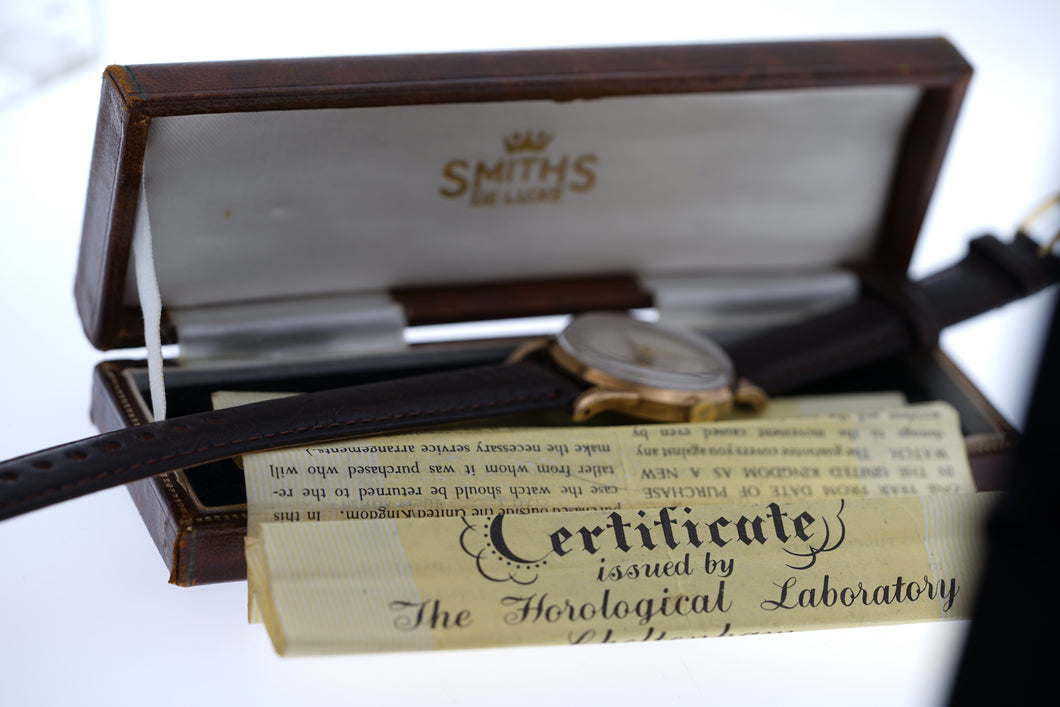 SMITHS
DE LUXE
make the necessary service arrangements.)
tailer from whom it was purchased who will
case the watch should be returned to the re-
purchased outside the United Kingdom. In this
damage to the movement caused even by
WATCH. The guarantee covers you against any
IN THE UNITED KINGDOM AS A NEW
ONE YEAR FROM DATE OF PURCHASE
Certificate
issued by
The Horological Laboratory
Cheltenham